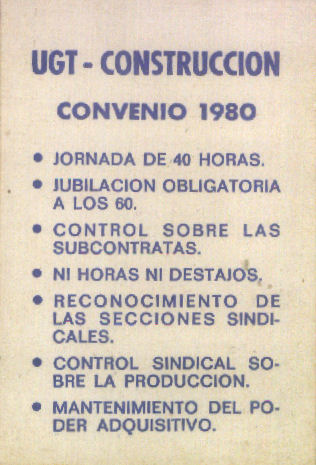 UGT - CONSTRUCCION
CONVENIO 1980
• JORNADA DE 40 HORAS.
• JUBILACION OBLIGATORIA
A LOS 60.
• CONTROL SOBRE LAS
SUBCONTRATAS.
• NI HORAS NI DESTAJOS.
• RECONOCIMIENTO DE
LAS SECCIONES SINDI-
CALES.
• CONTROL SINDICAL SO-
BRE LA PRODUCCION.
• MANTENIMIENTO DEL PO-
DER ADQUISITIVO.